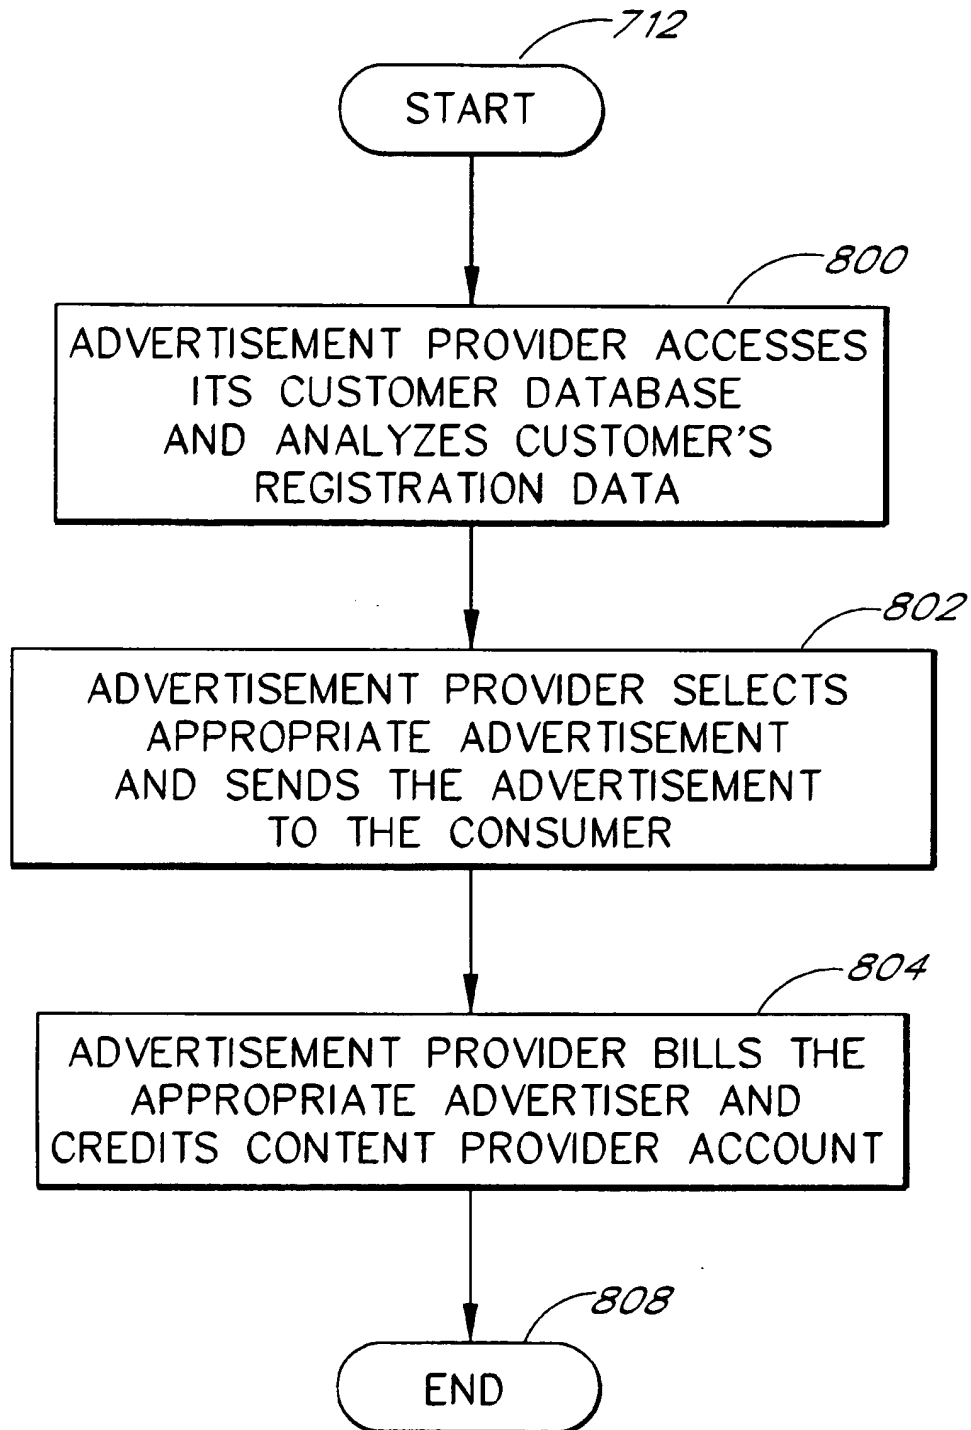 712
START
800
ADVERTISEMENT PROVIDER ACCESSES
ITS CUSTOMER DATABASE
AND ANALYZES CUSTOMER'S
REGISTRATION DATA
802
ADVERTISEMENT PROVIDER SELECTS
APPROPRIATE ADVERTISEMENT
AND SENDS THE ADVERTISEMENT
TO THE CONSUMER
804
ADVERTISEMENT PROVIDER BILLS THE
APPROPRIATE ADVERTISER AND
CREDITS CONTENT PROVIDER ACCOUNT
808
END